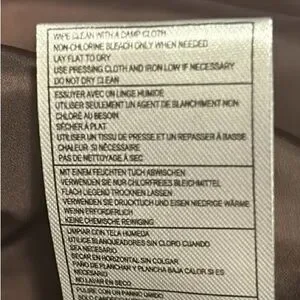 WIPE CLEAN WITH A DAMP CLOTH
NON-CHLORINE BLEACH ONLY WHEN NEEDED
LAY FLAT TO DRY
USE PRESSING CLOTH AND IRON LOW IF NECESSARY
DO NOT DRY CLEAN
ESSUYER AVEC UN LINGE HUMIDE
UTILISER SEULEMENT UN AGENT DE BLANCHIMENT NON
CHLORÉ AU BESOIN
SÉCHER À PLAT
UTILISER UN TISSU DE PRESSE ET UN REPASSER À BASSE
CHALEUR SI NÉCESSAIRE
PAS DE NETTOYAGE À SEC
MIT EINEM FEUCHTEN TUCH ABWISCHEN
VERWENDEN SIE NUR CHLORFREIES BLEICHMITTEL
FLACH LIEGEND TROCKNEN LASSEN
VERWENDEN SIE DRUCKTUCH UND EISEN NIEDRIGE WÄRME
WENN ERFORDERLICH
KEINE CHEMISCHE REINIGUNG
LIMPIAR CON TELA HUMEDA
UTILICE BLANQUEADORES SIN CLORO CUANDO
SEA NECESARIO
SECAR EN HORIZONTAL SIN COLGAR
PAÑO DE PLANCHAR Y PLANCHA BAJA CALOR SI ES
NECESARIO
NO LAVAR EN SECO
PULIRE CON UN PANNO UMIDO